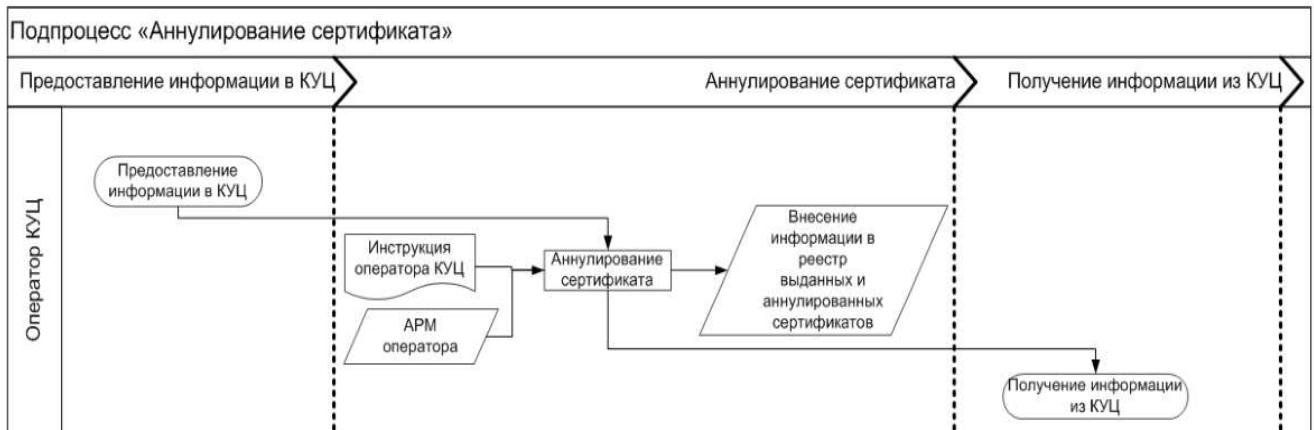 Подпроцесс «Аннулирование сертификата»
Предоставление информации в КУЦ
Аннулирование сертификата
Получение информации из КУЦ
Оператор КУЦ
Предоставление
информации в КУЦ
Инструкция
оператора КУЦ
АРМ
оператора
Аннулирование
сертификата
Внесение
информации в
реестр
выданных и
аннулированных
сертификатов
Получение информации
из КУЦ